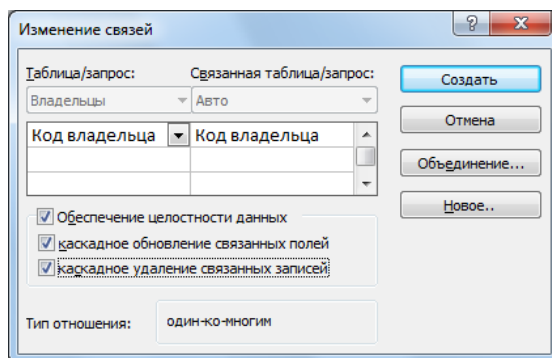 Изменение связей
Таблица/запрос: Связанная таблица/запрос:
Владельцы Авто
Код владельца Код владельца
Обеспечение целостности данных
каскадное обновление связанных полей
каскадное удаление связанных записей
Тип отношения: один-ко-многим
Создать
Отмена
Объединение...
Новое..